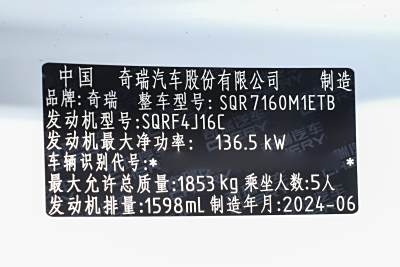 中国 奇瑞汽车股份有限公司 制造
品牌:奇瑞 整车型号:SQR7160M1ETB
发动机型号:SQRF4J16C
发动机最大净功率: 136.5 kW
车辆识别代号:* *
最大允许总质量:1853 kg 乘坐人数:5人
发动机排量:1598mL 制造年月:2024-06